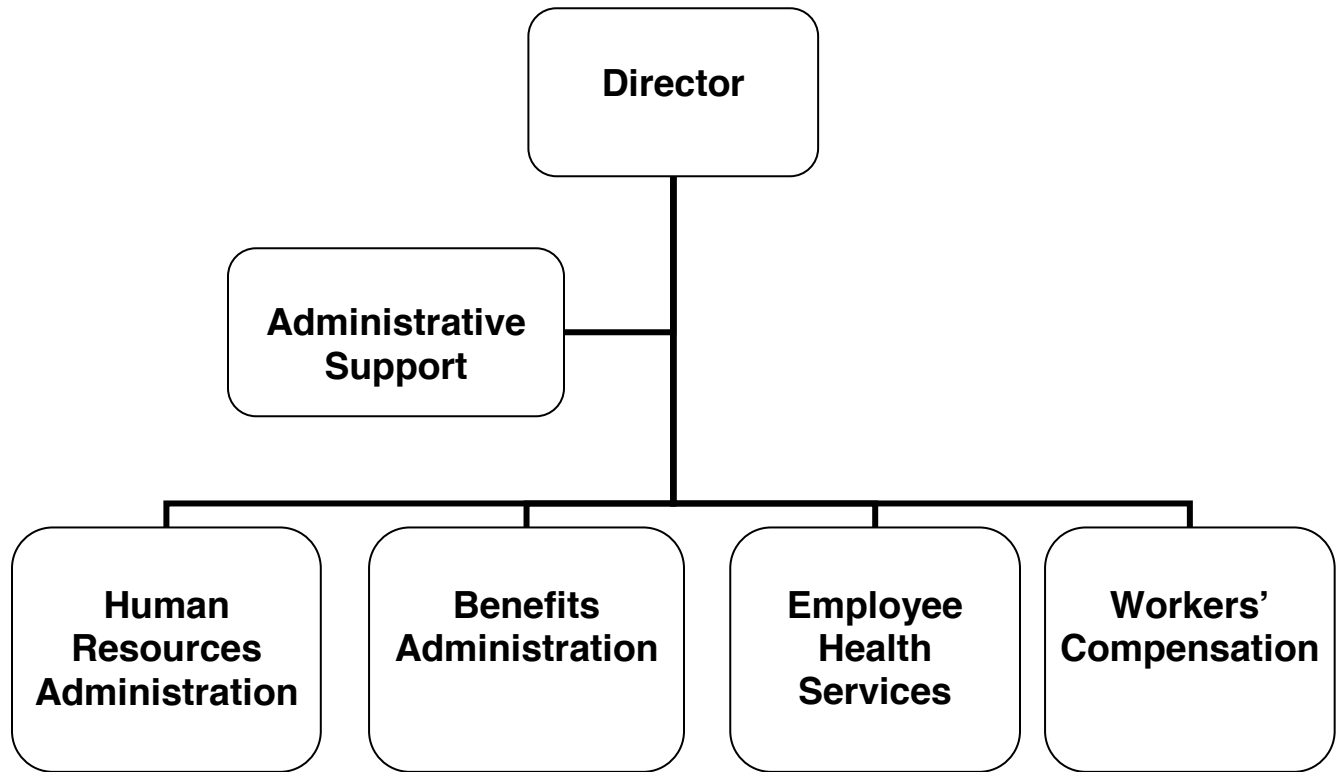 Director
Administrative
Support
Human
Resources
Administration
Benefits
Administration
Employee
Health
Services
Workers’
Compensation